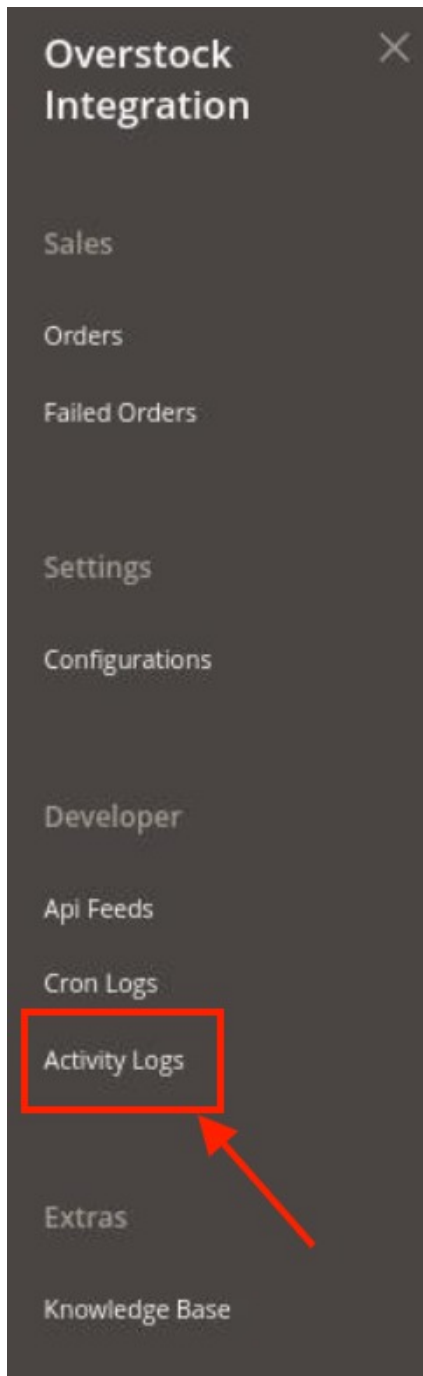 Overstock
Integration
Sales
Orders
Failed Orders
Settings
Configurations
Developer
Api Feeds
Cron Logs
Activity Logs
Extras
Knowledge Base